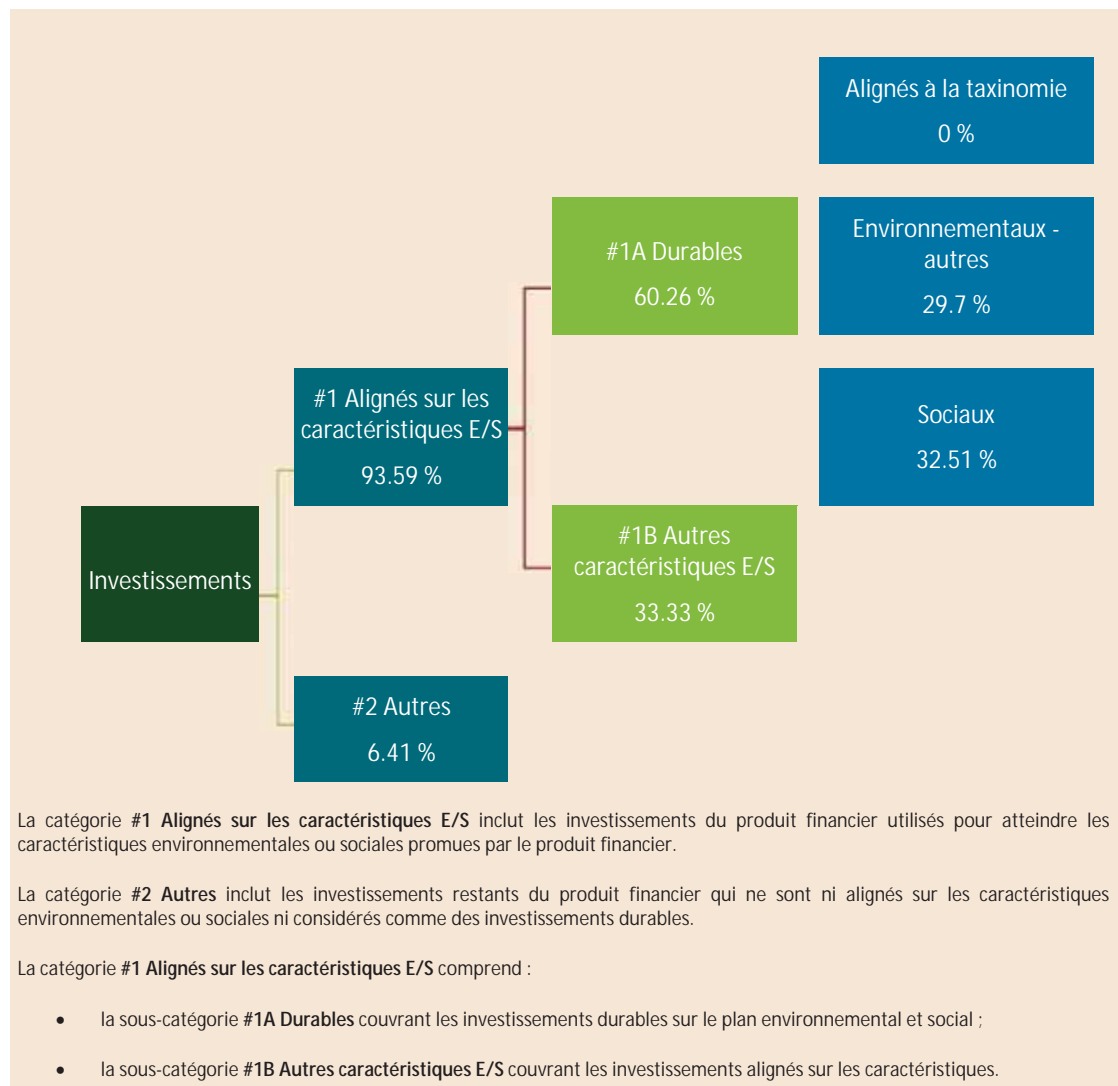 Alignés à la taxinomie
0 %
#1A Durables
60.26 %
Environnementaux -
autres
29.7 %
#1 Alignés sur les
caractéristiques E/S
93.59 %
Sociaux
32.51 %
Investissements
#1B Autres
caractéristiques E/S
33.33 %
#2 Autres
6.41 %
La catégorie #1 Alignés sur les caractéristiques E/S inclut les investissements du produit financier utilisés pour atteindre les
caractéristiques environnementales ou sociales promues par le produit financier.
La catégorie #2 Autres inclut les investissements restants du produit financier qui ne sont ni alignés sur les caractéristiques
environnementales ou sociales ni considérés comme des investissements durables.
La catégorie #1 Alignés sur les caractéristiques E/S comprend :
• la sous-catégorie #1A Durables couvrant les investissements durables sur le plan environnemental et social ;
• la sous-catégorie #1B Autres caractéristiques E/S couvrant les investissements alignés sur les caractéristiques.